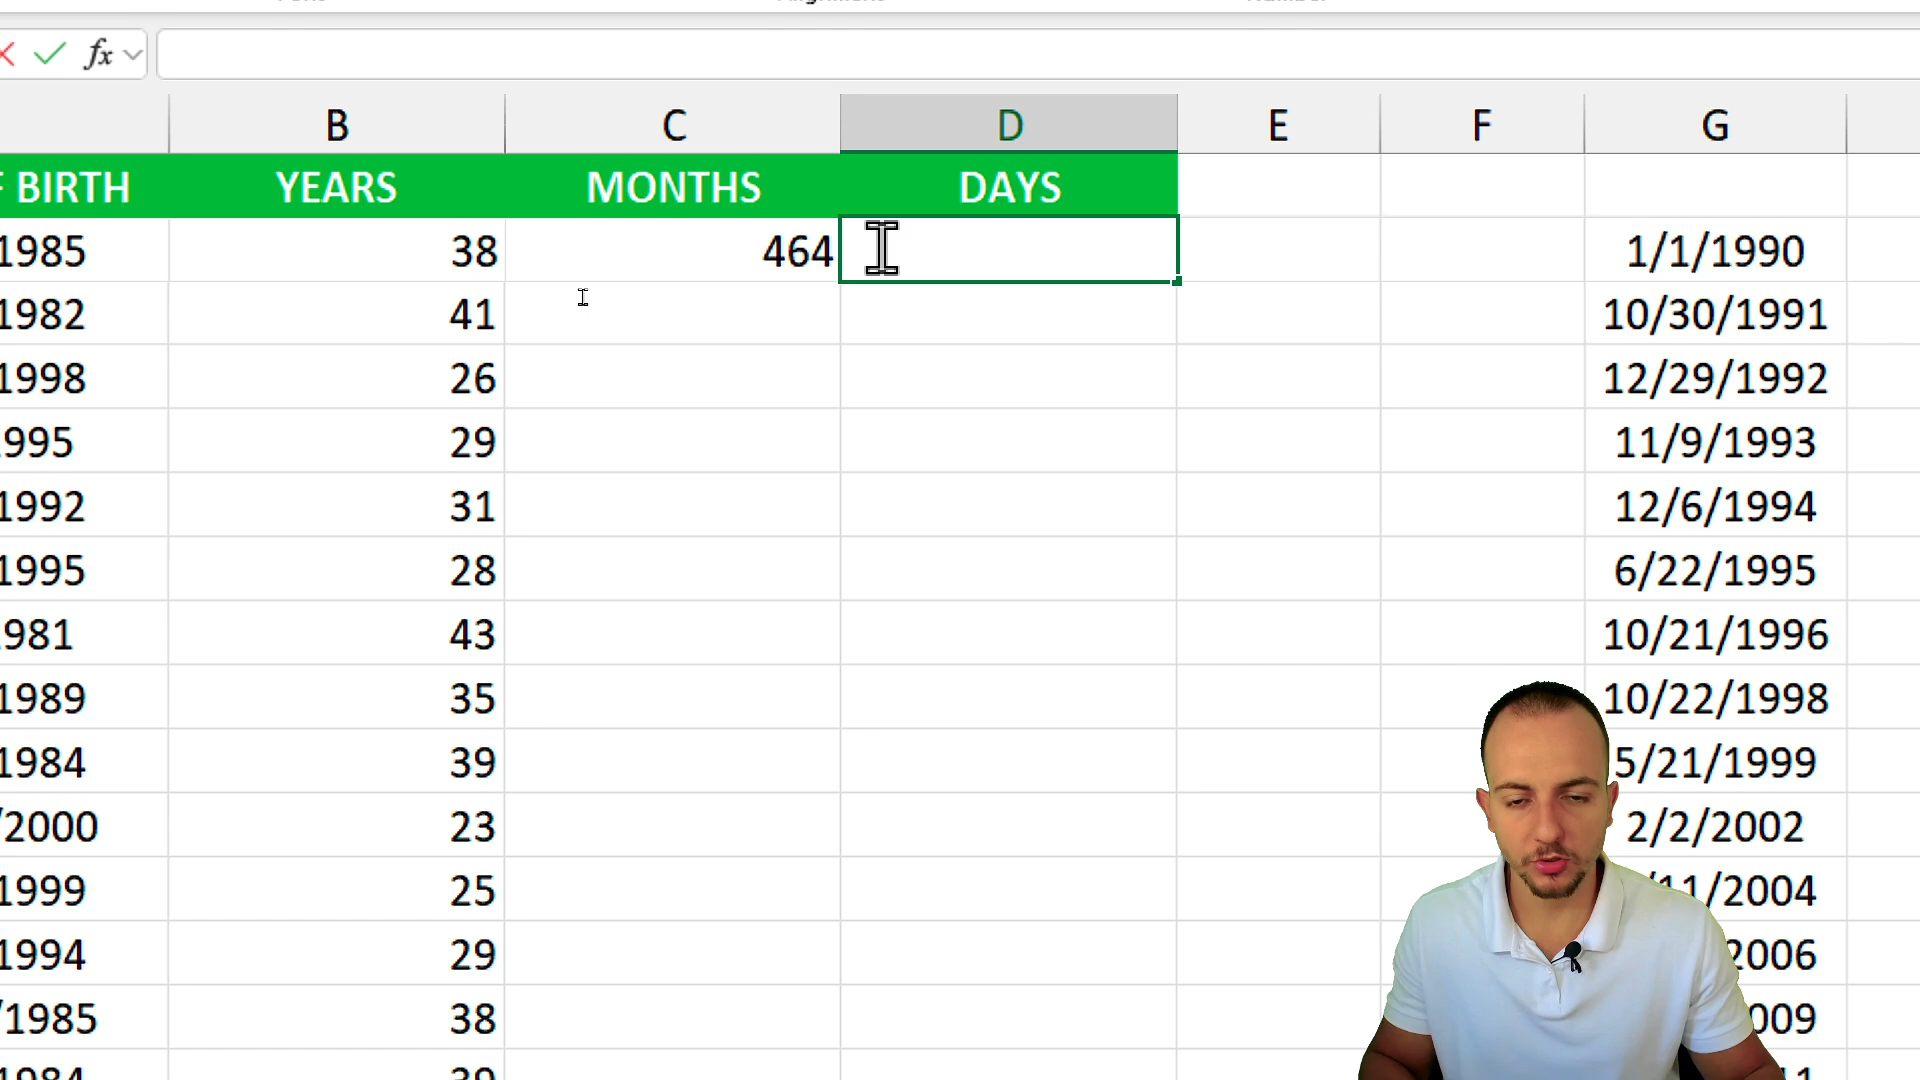 fx
B C D E F G
BIRTH YEARS MONTHS DAYS
1985 38 464 1/1/1990
1982 41 10/30/1991
1998 26 12/29/1992
995 29 11/9/1993
1992 31 12/6/1994
1995 28 6/22/1995
981 43 10/21/1996
1989 35 10/22/1998
1984 39 5/21/1999
/2000 23 2/2/2002
1999 25 /11/2004
1994 29 2006
/1985 38 009